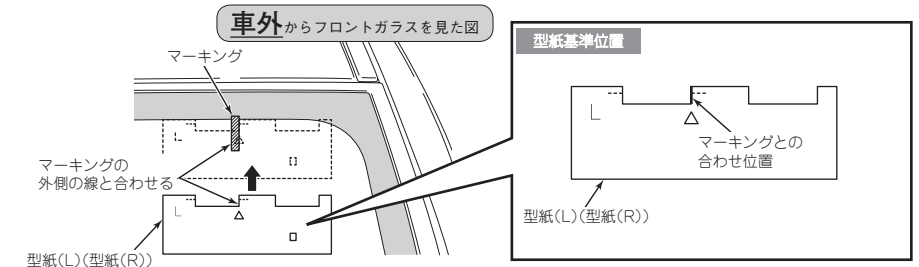 車外からフロントガラスを見た図
マーキング
マーキングの
外側の線と合わせる
L
L
型紙(L)(型紙(R))
型紙基準位置
L
マーキングとの
合わせ位置
型紙(L)(型紙(R))